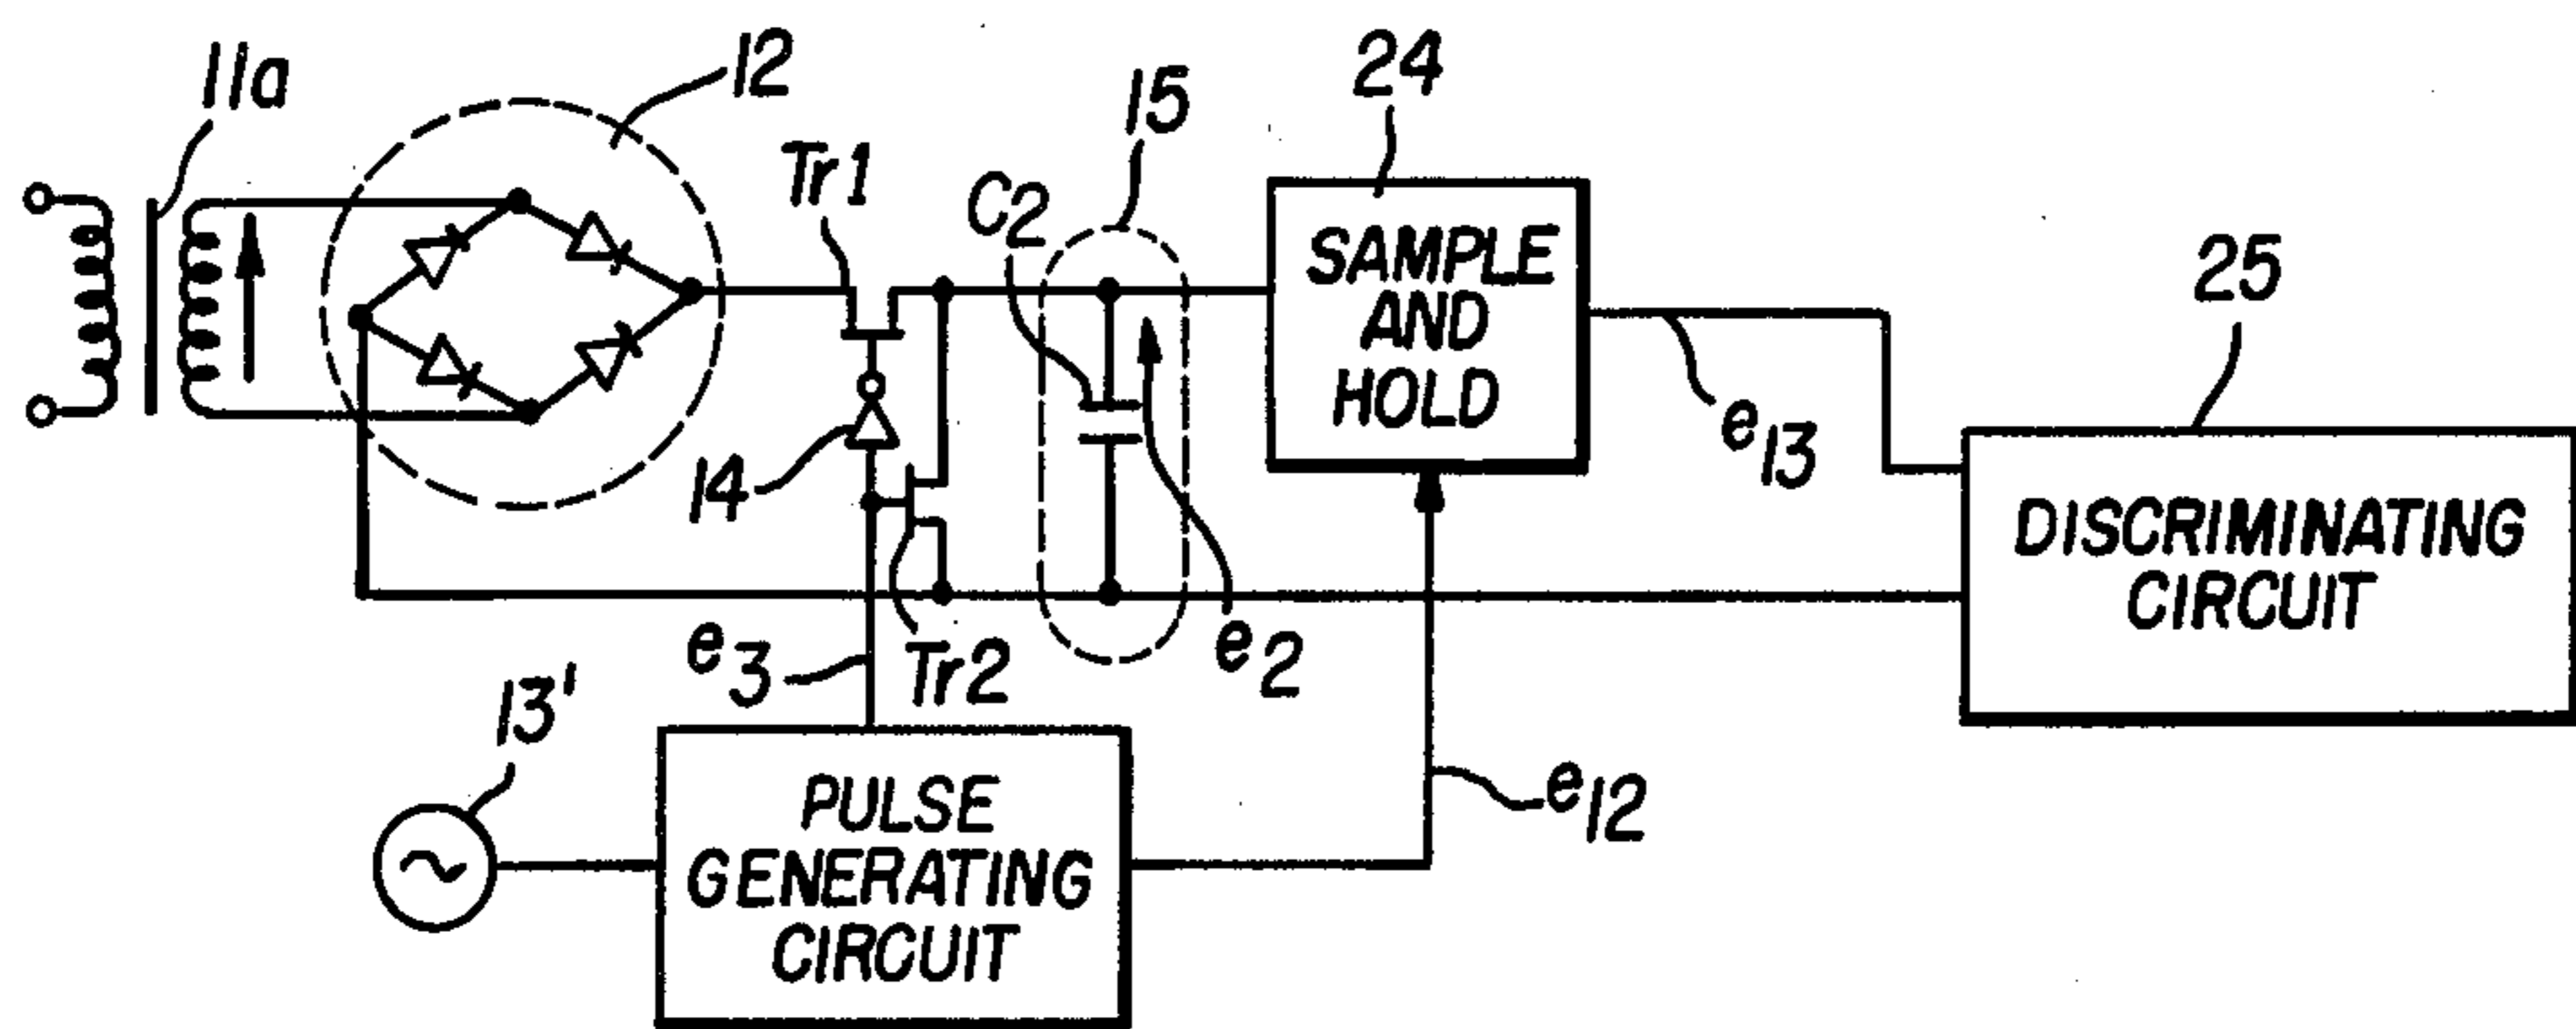 11a
12
Tr1
C2
15
24
SAMPLE
AND
HOLD
e13
25
DISCRIMINATING
CIRCUIT
14
e3
Tr2
e2
13'
PULSE
GENERATING
CIRCUIT
e12